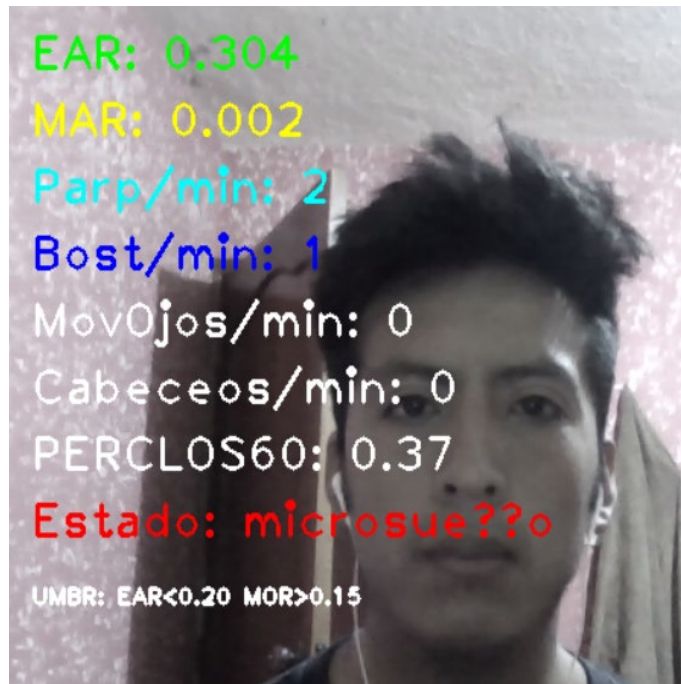 EAR: 0.304
MAR: 0.002
Parp/min: 2
Bost/min: 1
MovOjos/min: 0
Cabeceos/min: 0
PERCLOS60: 0.37
Estado: microsue??o
UMBR: EAR<0.20 MOR>0.15